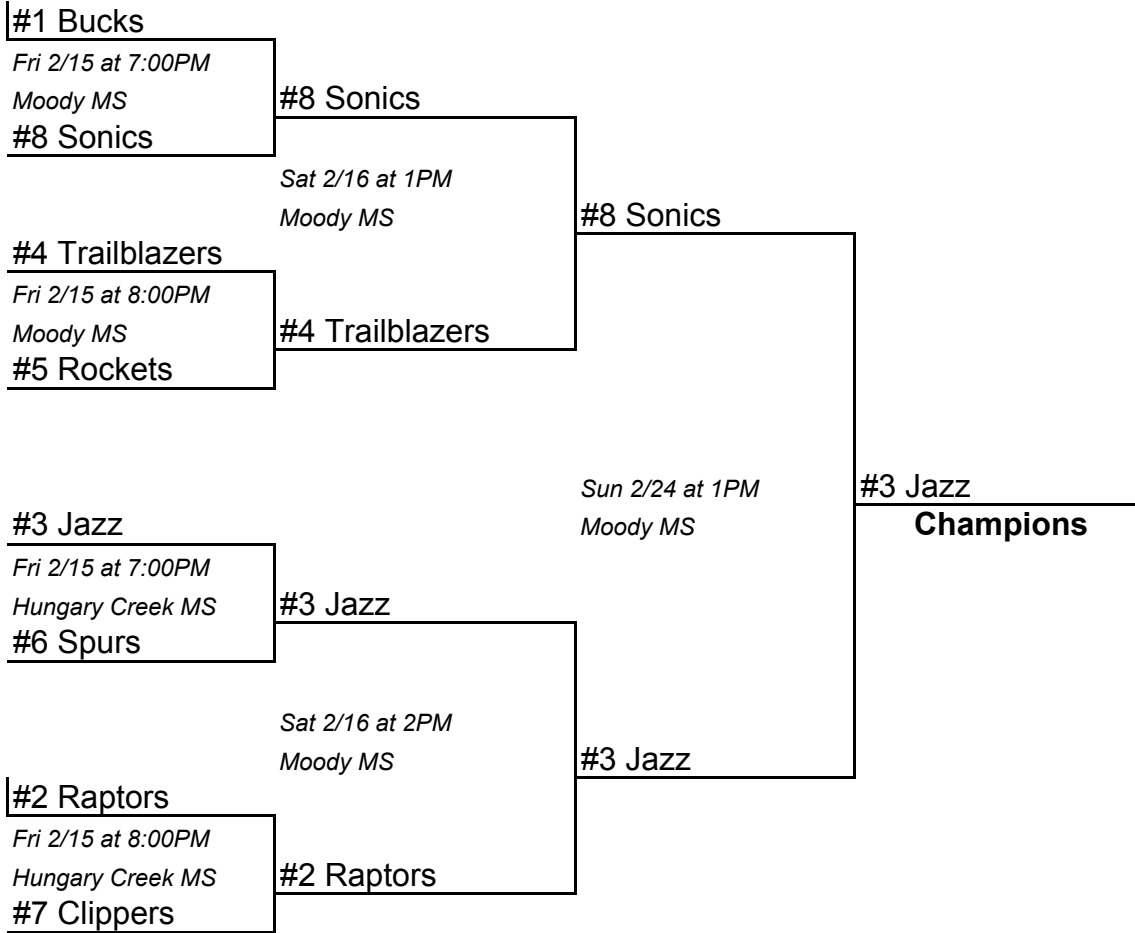 #1 Bucks
Fri 2/15 at 7:00PM
Moody MS
#8 Sonics
#8 Sonics
Sat 2/16 at 1PM
Moody MS
#8 Sonics
#4 Trailblazers
Fri 2/15 at 8:00PM
Moody MS
#4 Trailblazers
#5 Rockets
Sun 2/24 at 1PM
Moody MS
#3 Jazz
Champions
#3 Jazz
Fri 2/15 at 7:00PM
Hungary Creek MS
#3 Jazz
#6 Spurs
Sat 2/16 at 2PM
Moody MS
#3 Jazz
#2 Raptors
Fri 2/15 at 8:00PM
Hungary Creek MS
#2 Raptors
#7 Clippers